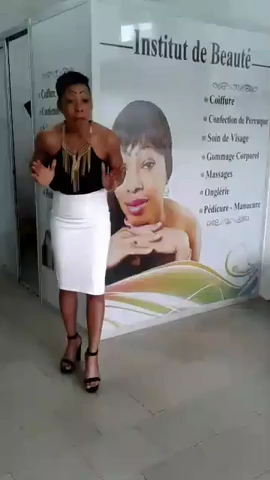 Institut de Beauté
Coiffure
Confection de Perruque
Soin de Visage
Gommage Corporel
Massages
Onglerie
Pédicure - Manucure